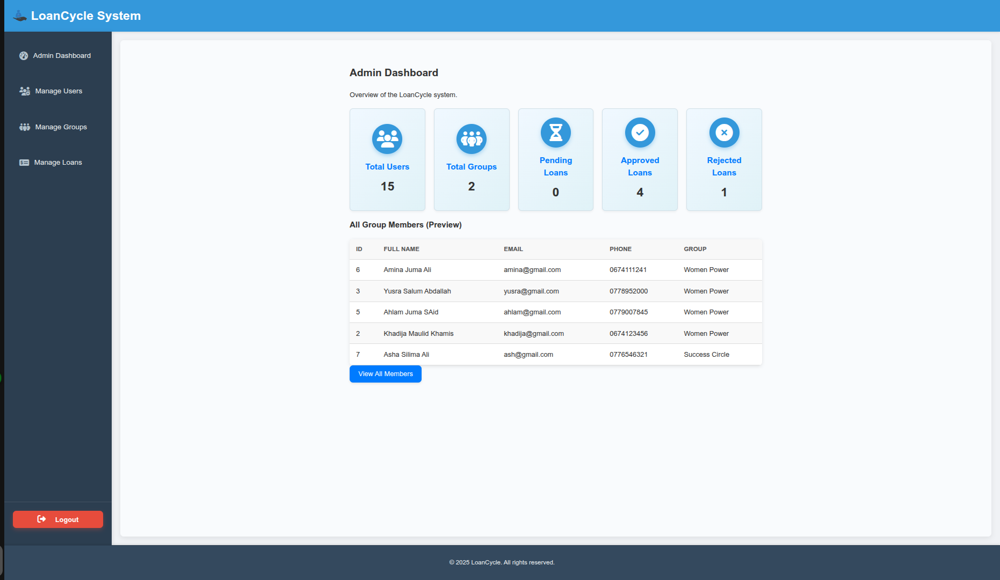 LoanCycle System
Admin Dashboard
Manage Users
Manage Groups
Manage Loans
Logout
Admin Dashboard
Overview of the LoanCycle system.
Total Users
15
Total Groups
2
Pending
Loans
0
Approved
Loans
4
Rejected
Loans
1
All Group Members (Preview)
ID FULL NAME EMAIL PHONE GROUP
6 Amina Juma Ali amina@gmail.com 0674111241 Women Power
3 Yusra Salum Abdallah yusra@gmail.com 0778952000 Women Power
5 Ahlam Juma SAid ahlam@gmail.com 0779007845 Women Power
2 Khadija Maulid Khamis khadija@gmail.com 0674123456 Women Power
7 Asha Silima Ali ash@gmail.com 0776546321 Success Circle
View All Members
© 2025 LoanCycle. All rights reserved.